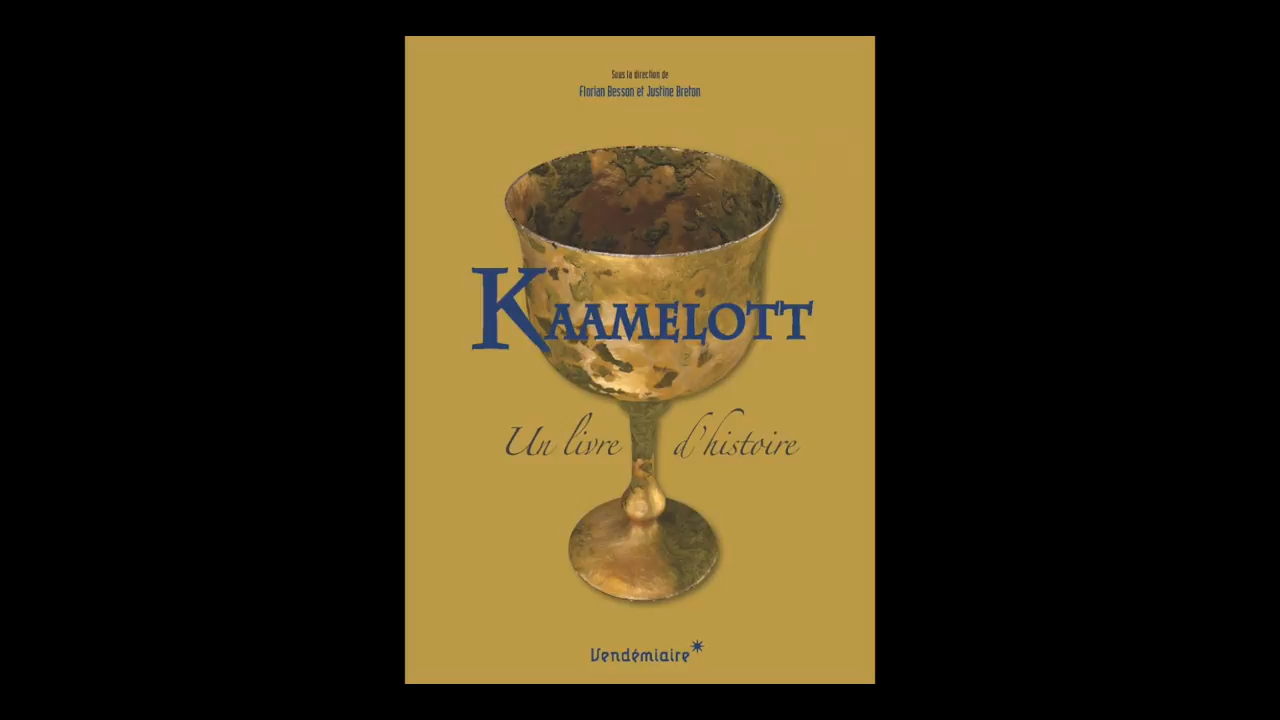 Sous la direction de
Florian Besson et Justine Breton
KAAMELOTT
Un livre d'histoire
Vendémiaire